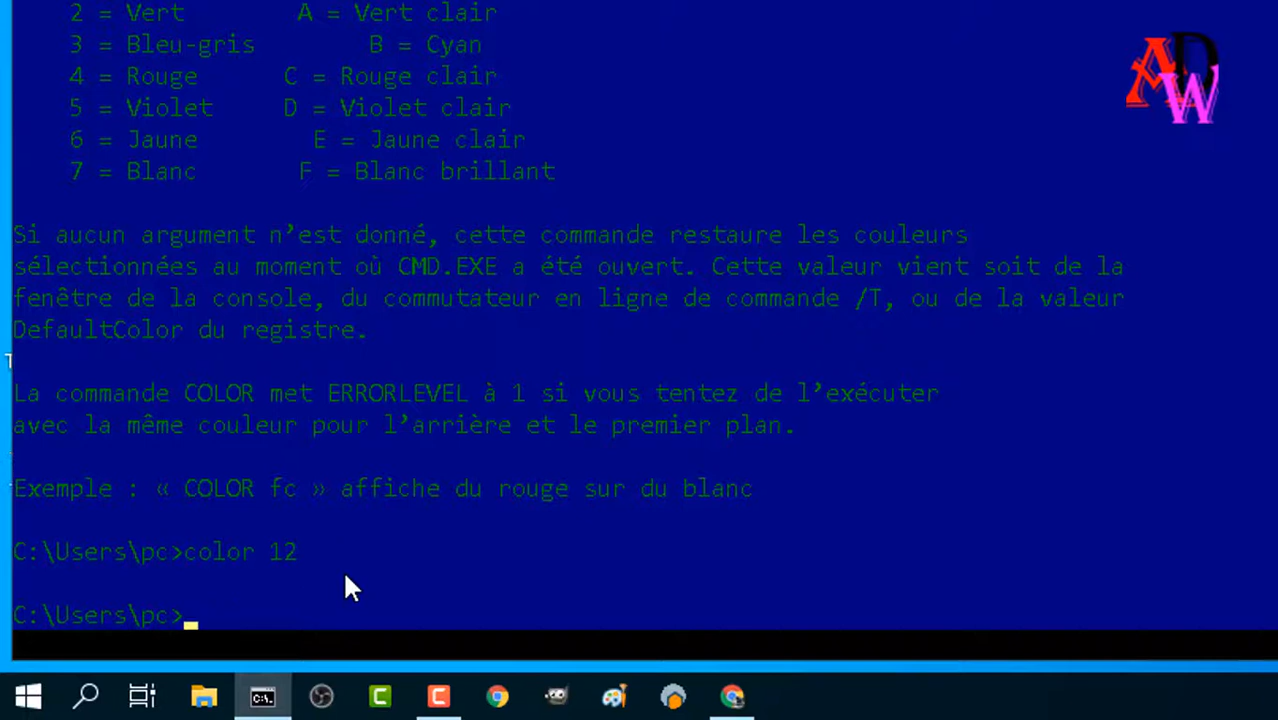 2 = Vert A = Vert clair
3 = Bleu-gris B = Cyan
4 = Rouge C = Rouge clair
5 = Violet D = Violet clair
6 = Jaune E = Jaune clair
7 = Blanc F = Blanc brillant
Si aucun argument n’est donné, cette commande restaure les couleurs
sélectionnées au moment où CMD.EXE a été ouvert. Cette valeur vient soit de la
fenêtre de la console, du commutateur en ligne de commande /T, ou de la valeur
DefaultColor du registre.
La commande COLOR met ERRORLEVEL à 1 si vous tentez de l’exécuter
avec la même couleur pour l’arrière et le premier plan.
Exemple : « COLOR fc » affiche du rouge sur du blanc
C:\Users\pc>color 12
C:\Users\pc>
ADW